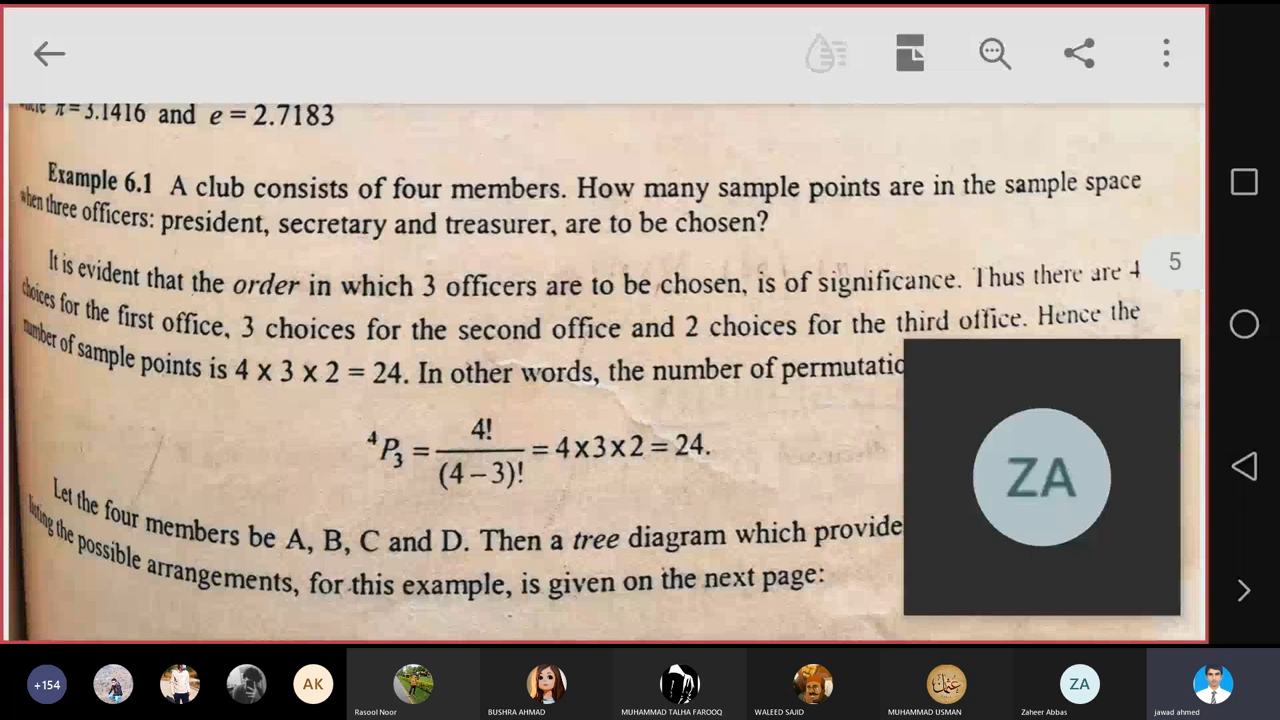 π = 3.1416 and e = 2.7183
Example 6.1 A club consists of four members. How many sample points are in the sample space
when three officers: president, secretary and treasurer, are to be chosen?
It is evident that the order in which 3 officers are to be chosen, is of significance. Thus there are 4
choices for the first office, 3 choices for the second office and 2 choices for the third office. Hence the
number of sample points is 4 x 3 x 2 = 24. In other words, the number of
⁴P₃ = 4! / (4 – 3)! = 4x3x2 = 24.
Let the four members be A, B, C and D. Then a tree diagram which
listing the possible arrangements, for this example, is given on the next page:
5
ZA
+154
AK
ZA
Rasool Noor
BUSHRA AHMAD
MUHAMMAD TALHA FAROOQ
WALEED SAJID
MUHAMMAD USMAN
Zaheer Abbas
jawad ahmed